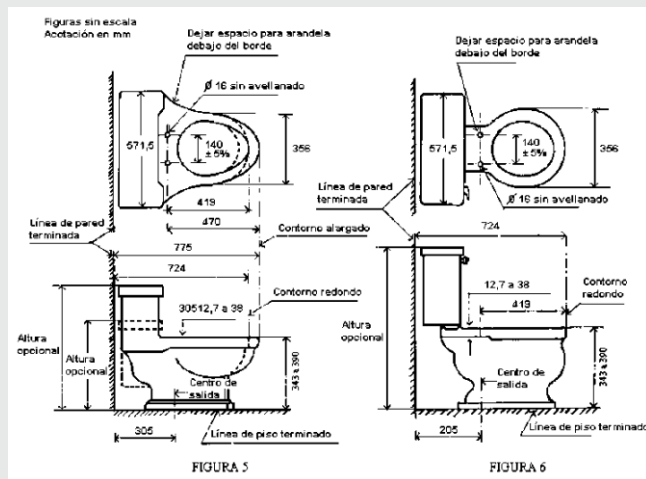 Figuras sin escala
Acotación en mm
Dejar espacio para arandela
debajo del borde
Ø 16 sin avellanado
571,5
140
± 5%
356
419
470
Línea de pared
terminada
775
Contorno alargado
724
30512,7 a 38
Contorno redondo
Altura
opcional
Altura
opcional
343 a 390
Centro de
salida
305
Línea de piso terminado
FIGURA 5
Dejar espacio para arandela
debajo del borde
571,5
140
± 5%
356
Ø 16 sin avellanado
Línea de pared
terminada
724
12,7 a 38
Contorno
redondo
419
Altura
opcional
343 a 390
Centro de
salida
205
Línea de piso terminado
FIGURA 6